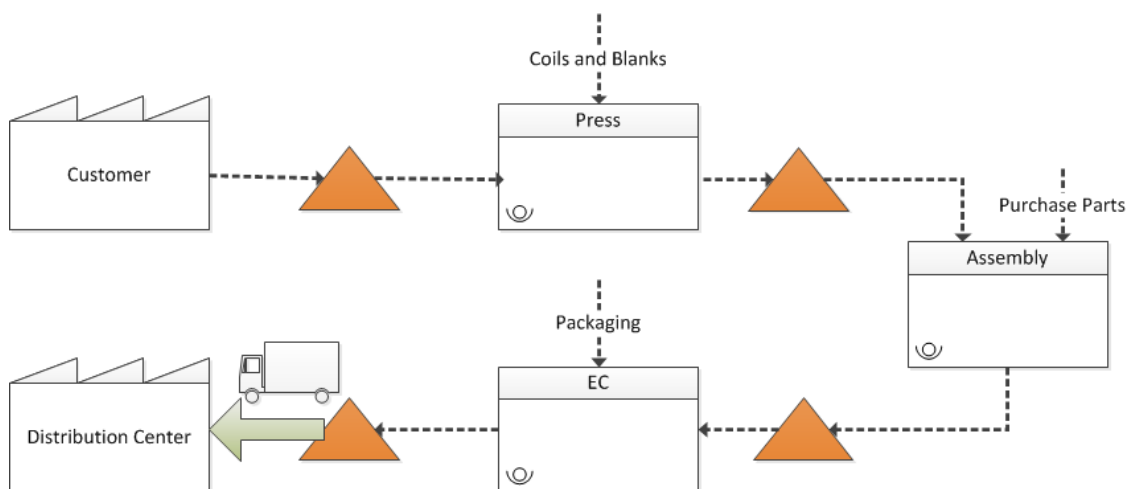 Coils and Blanks
Press
Customer
Purchase Parts
Assembly
Packaging
EC
Distribution Center